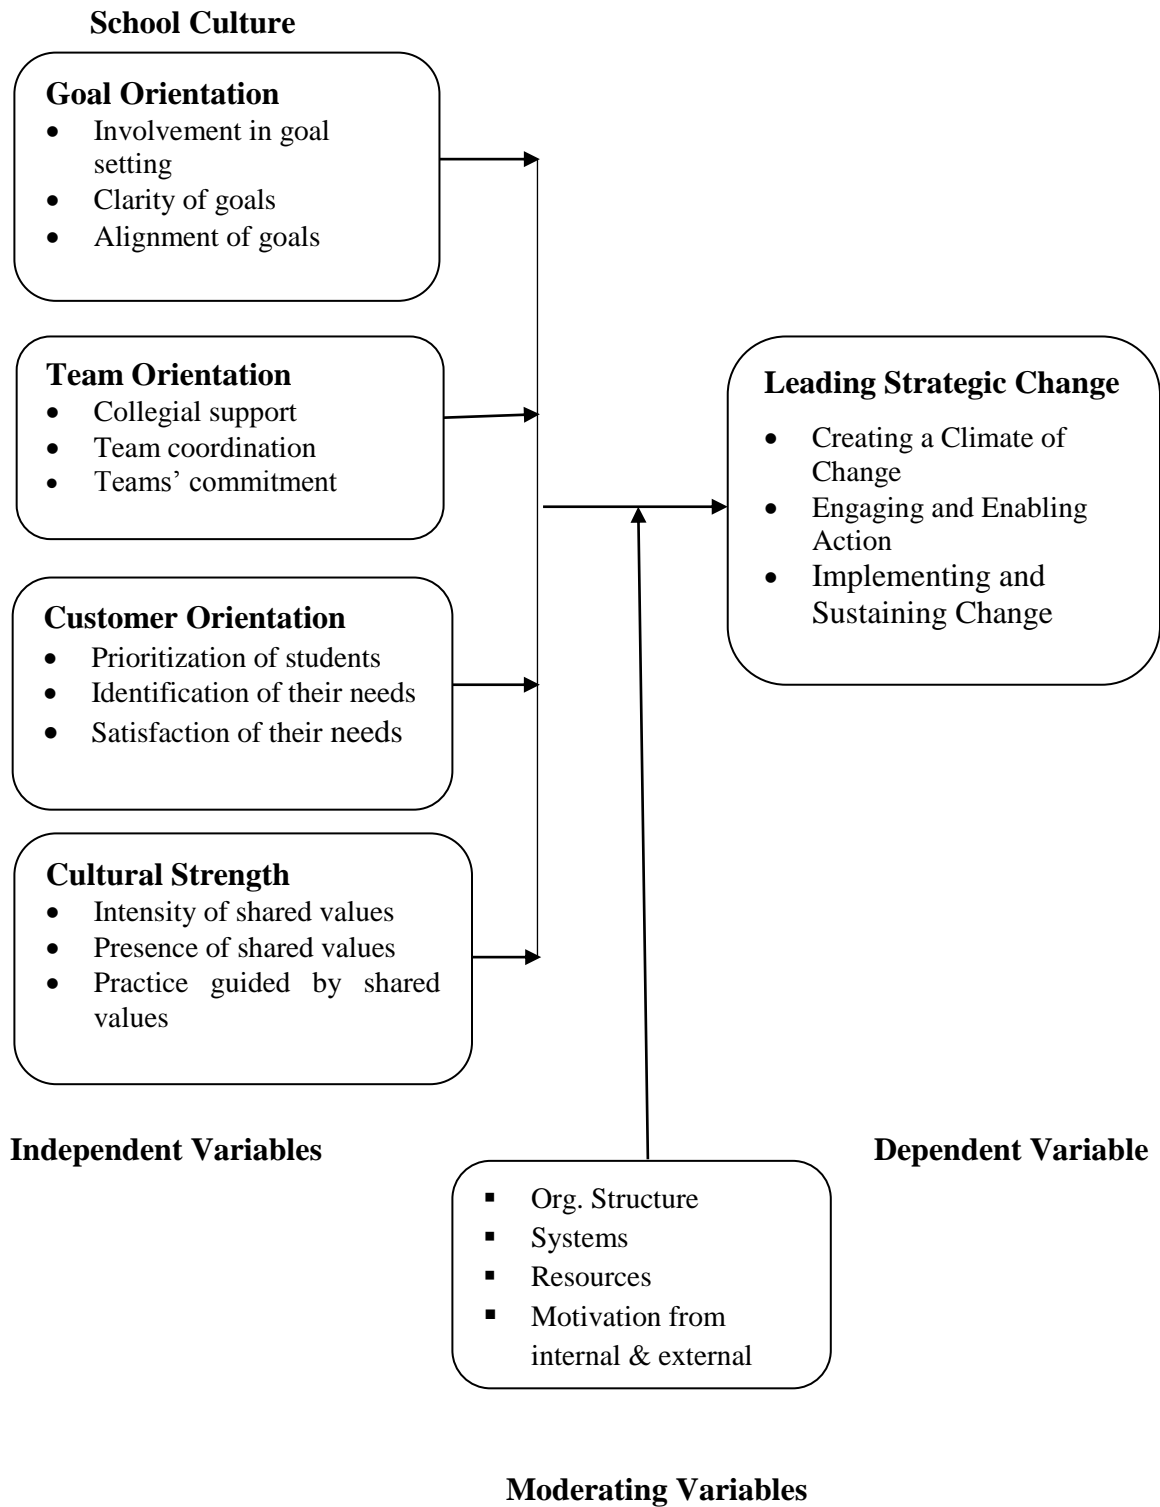 School Culture
Goal Orientation
• Involvement in goal
setting
• Clarity of goals
• Alignment of goals
Team Orientation
• Collegial support
• Team coordination
• Teams’ commitment
Customer Orientation
• Prioritization of students
• Identification of their needs
• Satisfaction of their needs
Cultural Strength
• Intensity of shared values
• Presence of shared values
• Practice guided by shared
values
Leading Strategic Change
• Creating a Climate of
Change
• Engaging and Enabling
Action
• Implementing and
Sustaining Change
Independent Variables
Dependent Variable
▪ Org. Structure
▪ Systems
▪ Resources
▪ Motivation from
internal & external
Moderating Variables